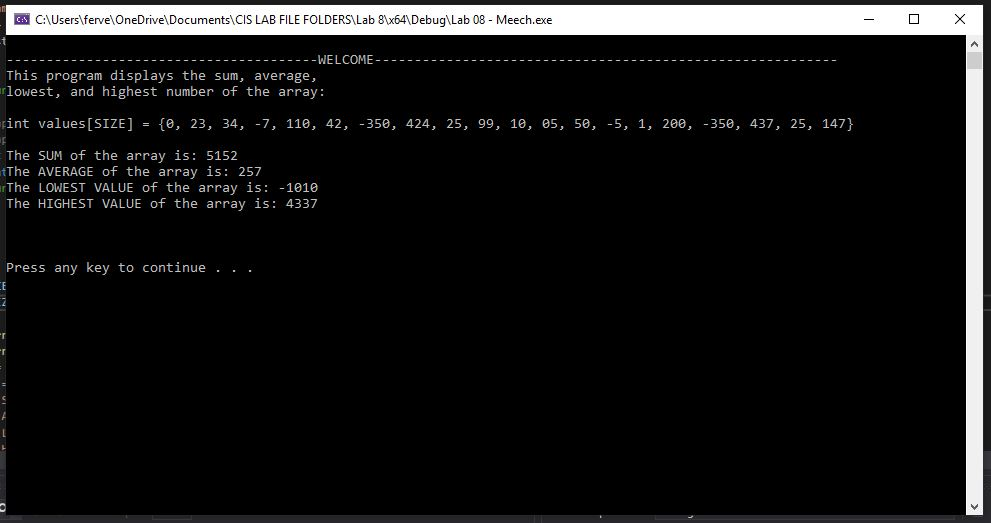 C:\Users\ferve\OneDrive\Documents\CIS LAB FILE FOLDERS\Lab 8\x64\Debug\Lab 08 - Meech.exe
---------------------------------------WELCOME----------------------------------------------------------
This program displays the sum, average,
lowest, and highest number of the array:
int values[SIZE] = {0, 23, 34, -7, 110, 42, -350, 424, 25, 99, 10, 05, 50, -5, 1, 200, -350, 437, 25, 147}
The SUM of the array is: 5152
The AVERAGE of the array is: 257
The LOWEST VALUE of the array is: -1010
The HIGHEST VALUE of the array is: 4337
Press any key to continue . . .